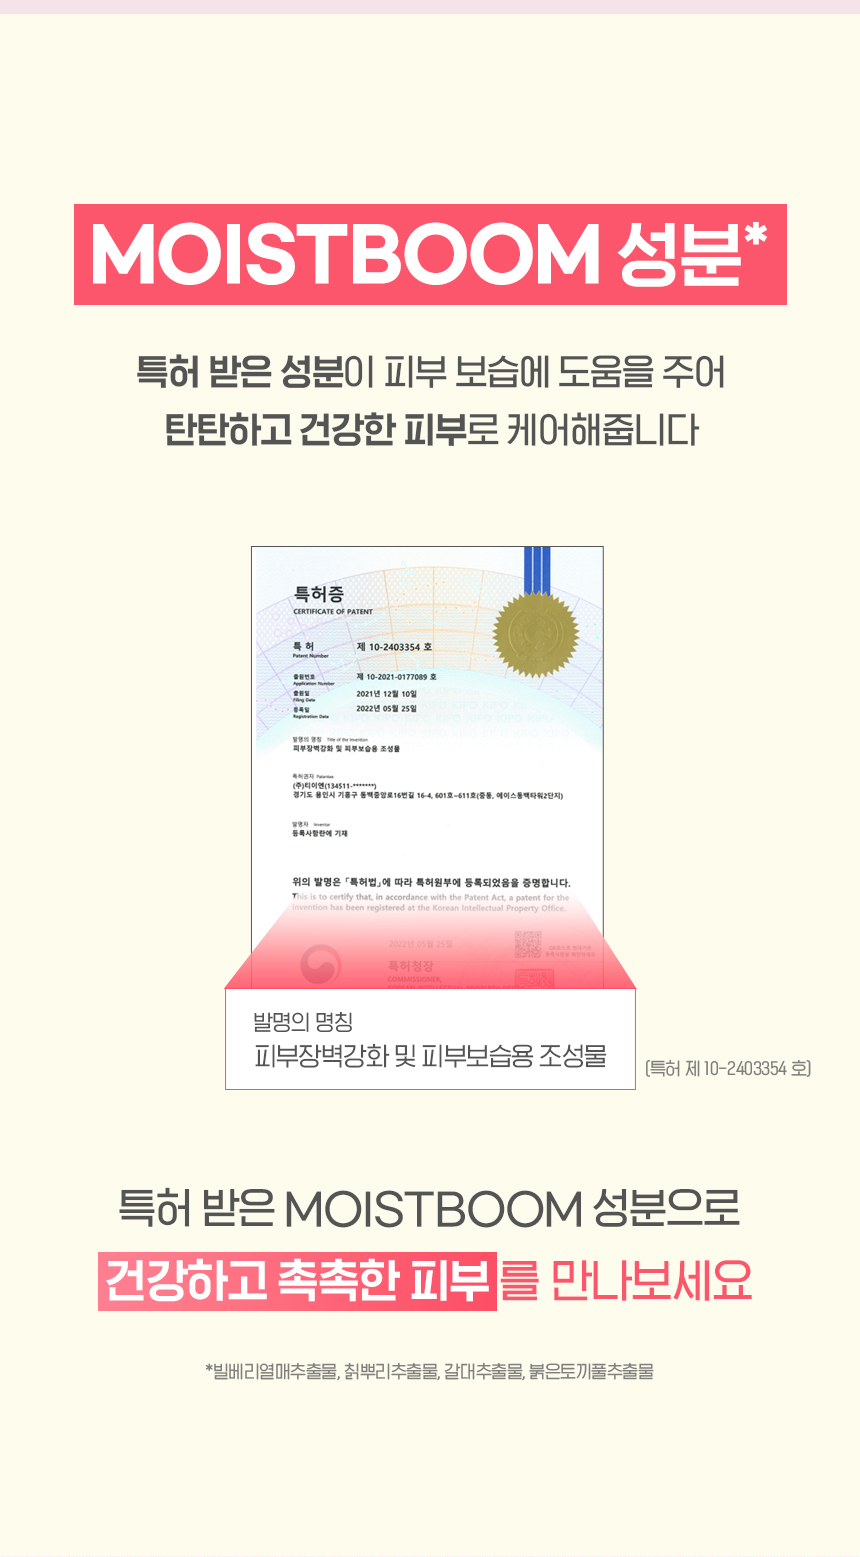 MOISTBOOM 성분*
특허 받은 성분이 피부 보습에 도움을 주어
탄탄하고 건강한 피부로 케어해줍니다
특허증
CERTIFICATE OF PATENT
특 허 제 10-2403354 호
Patent Number
출원번호 제 10-2021-0177089 호
Application Number
출원일 2021년 12월 10일
Filing Date
등록일 2022년 05월 25일
Registration Date
발명의 명칭 Title of the Invention
피부장벽강화 및 피부보습용 조성물
특허권자 Patentee
(주)티이엔(134511-*******)
경기도 용인시 기흥구 동백중앙로16번길 16-4, 601호~611호(중동, 에이스동백타워2단지)
발명자 Inventor
등록사항란에 기재
위의 발명은 「특허법」에 따라 특허원부에 등록되었음을 증명합니다.
This is to certify that, in accordance with the Patent Act, a patent for the
invention has been registered at the Korean Intellectual Property Office.
2022년 05월 25일
특허청장
COMMISSIONER,
발명의 명칭
피부장벽강화 및 피부보습용 조성물
(특허 제 10-2403354 호)
특허 받은 MOISTBOOM 성분으로
건강하고 촉촉한 피부를 만나보세요
*빌베리열매추출물, 칡뿌리추출물, 갈대추출물, 붉은토끼풀추출물